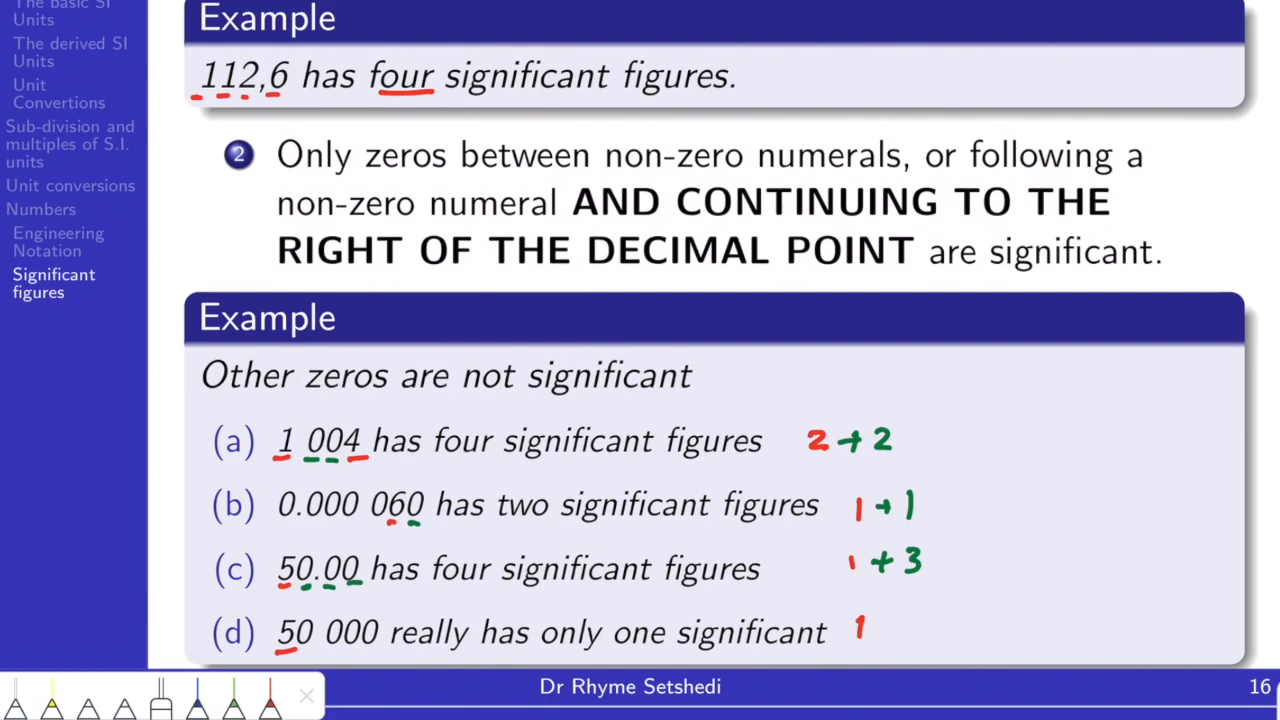 The basic SI
Units
The derived SI
Units
Unit
Convertions
Sub-division and
multiples of S.I.
units
Unit conversions
Numbers
Engineering
Notation
Significant
figures
Example
112,6 has four significant figures.
2 Only zeros between non-zero numerals, or following a
non-zero numeral AND CONTINUING TO THE
RIGHT OF THE DECIMAL POINT are significant.
Example
Other zeros are not significant
(a) 1 004 has four significant figures 2 + 2
(b) 0.000 060 has two significant figures 1 + 1
(c) 50.00 has four significant figures 1 + 3
(d) 50 000 really has only one significant 1
Dr Rhyme Setshedi
16